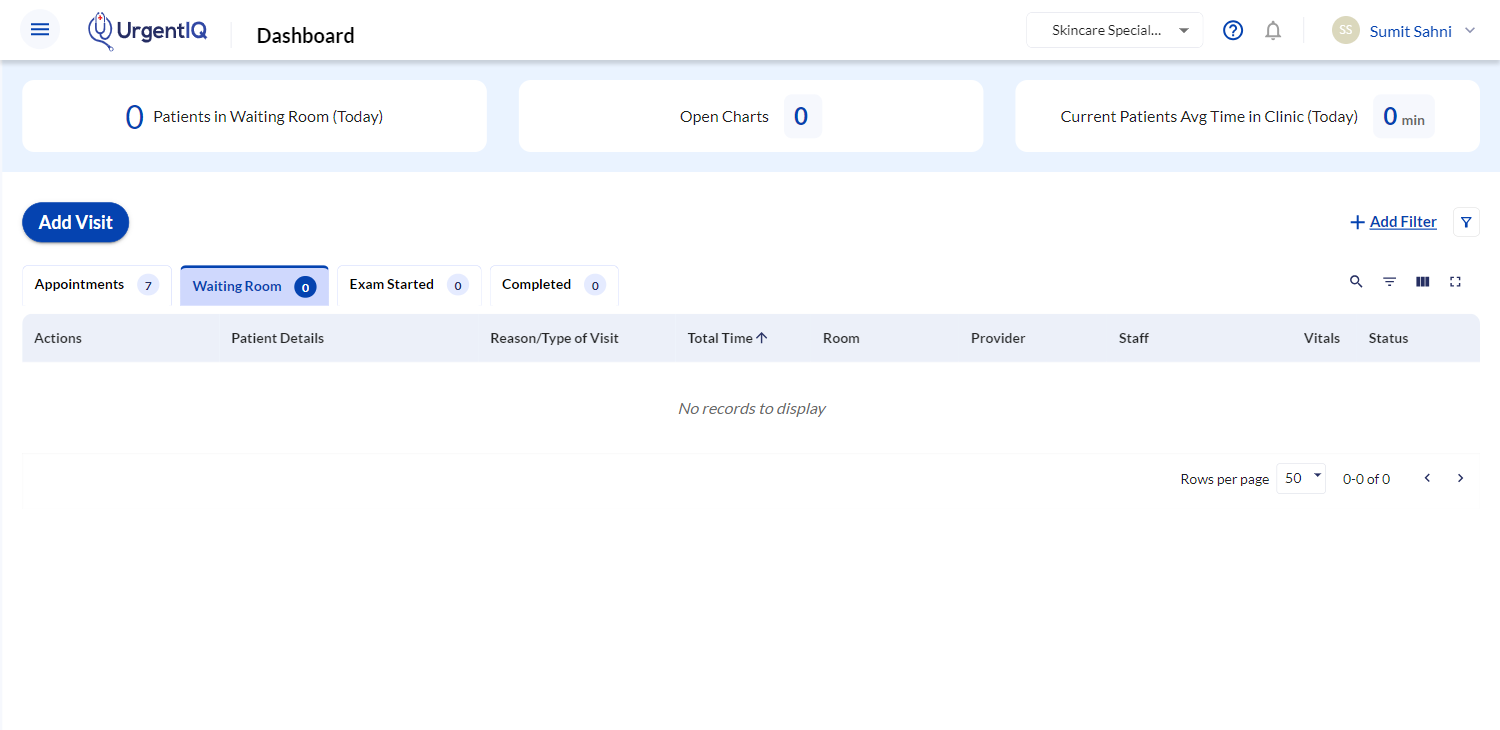 UrgentIQ
Dashboard
Skincare Special...
SS
Sumit Sahni
0 Patients in Waiting Room (Today)
Open Charts 0
Current Patients Avg Time in Clinic (Today) 0 min
Add Visit
Add Filter
Appointments 7
Waiting Room 0
Exam Started 0
Completed 0
Actions Patient Details Reason/Type of Visit Total Time Room Provider Staff Vitals Status
No records to display
Rows per page 50 0-0 of 0